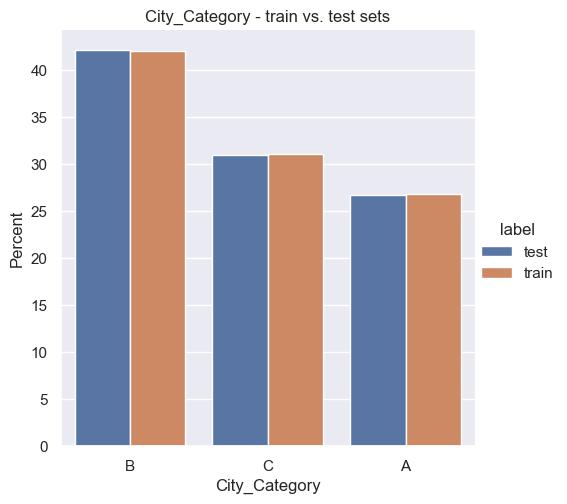 City_Category - train vs. test sets
40
35
30
25
20
15
10
5
0
Percent
B
C
A
City_Category
label
test
train